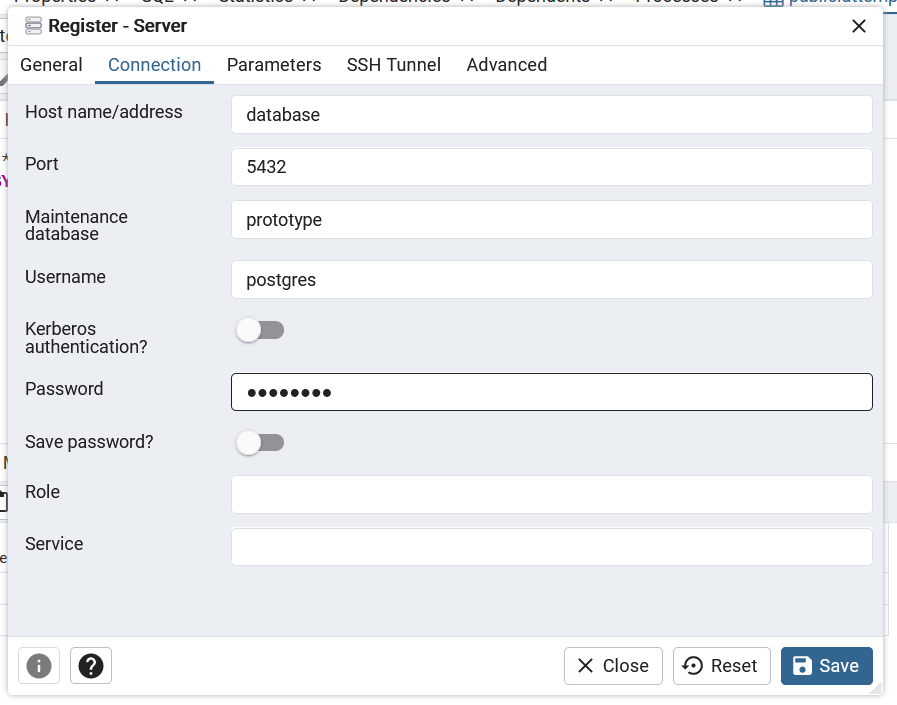 Register - Server
General Connection Parameters SSH Tunnel Advanced
Host name/address database
Port 5432
Maintenance
database prototype
Username postgres
Kerberos
authentication?
Password ●●●●●●●●
Save password?
Role
Service
Close Reset Save